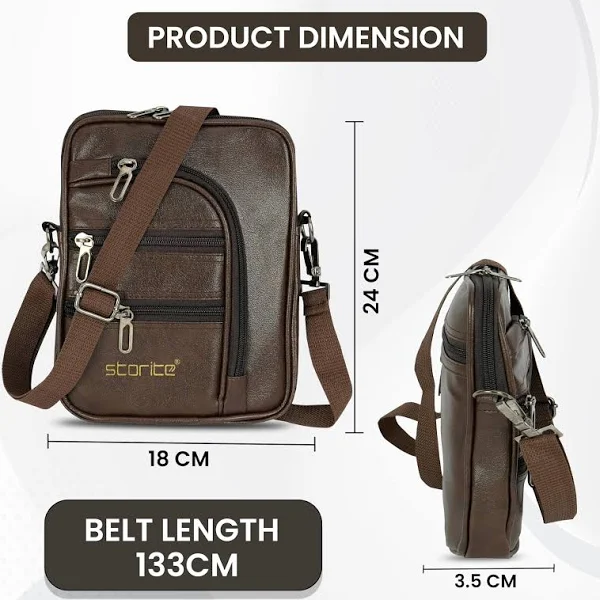 PRODUCT DIMENSION
24 CM
storite®
18 CM
BELT LENGTH
133CM
3.5 CM